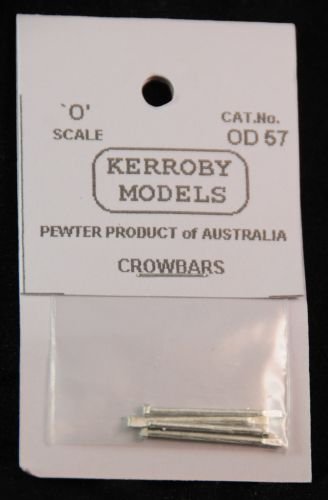 'O'
SCALE
CAT.No.
OD 57
KERROBY
MODELS
PEWTER PRODUCT of AUSTRALIA
CROWBARS